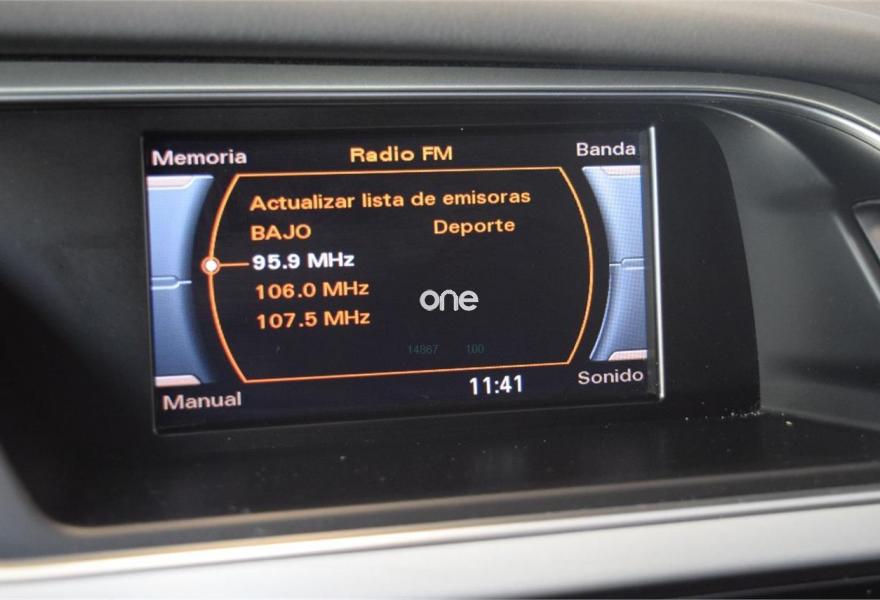 Memoria Radio FM Banda
Actualizar lista de emisoras
BAJO Deporte
95.9 MHz
106.0 MHz
one
107.5 MHz
14867 100
11:41
Manual Sonido